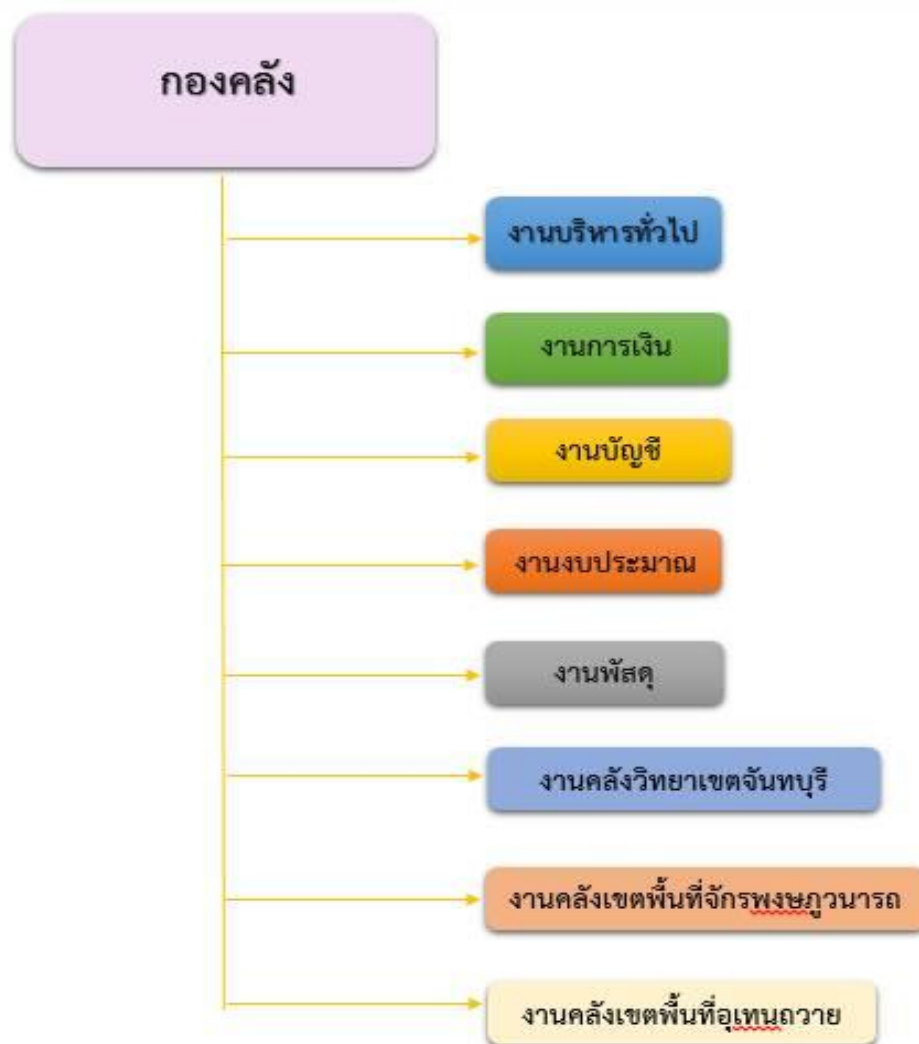 กองคลัง
งานบริหารทั่วไป
งานการเงิน
งานบัญชี
งานงบประมาณ
งานพัสดุ
งานคลังวิทยาเขตจันทบุรี
งานคลังเขตพื้นที่จักรพงษภูวนารถ
งานคลังเขตพื้นที่อุเทนถวาย